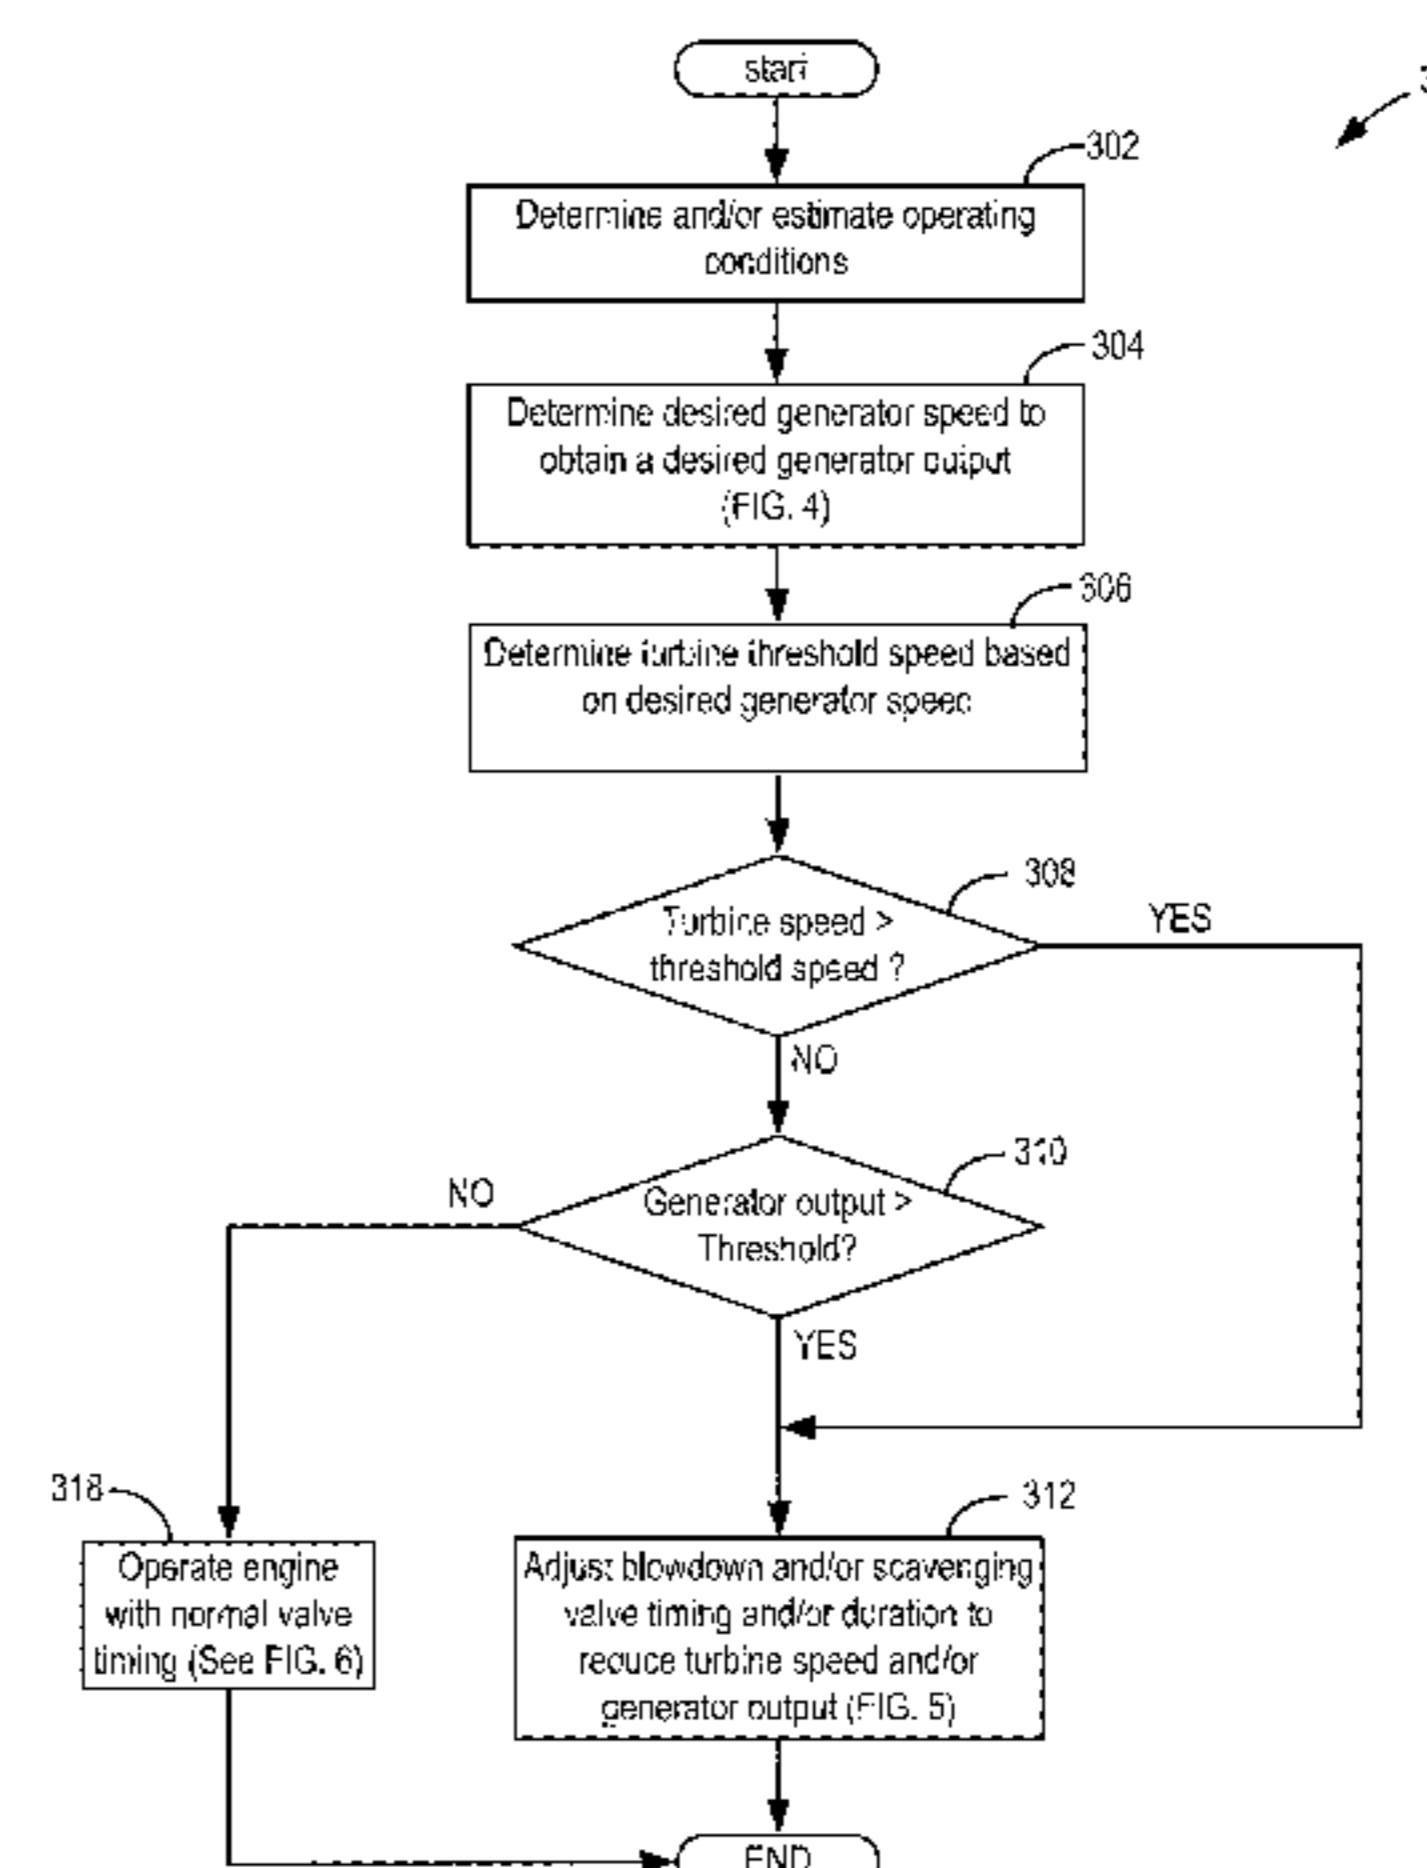 start
302
Determine and/or estimate operating
conditions
304
Determine desired generator speed to
obtain a desired generator output
(FIG. 4)
306
Determine turbine threshold speed based
on desired generator speed
308
Turbine speed >
threshold speed ?
YES
NO
310
Generator output >
Threshold?
NO
YES
318
Operate engine
with normal valve
timing (See FIG. 6)
312
Adjust blowdown and/or scavenging
valve timing and/or duration to
reduce turbine speed and/or
generator output (FIG. 5)
END